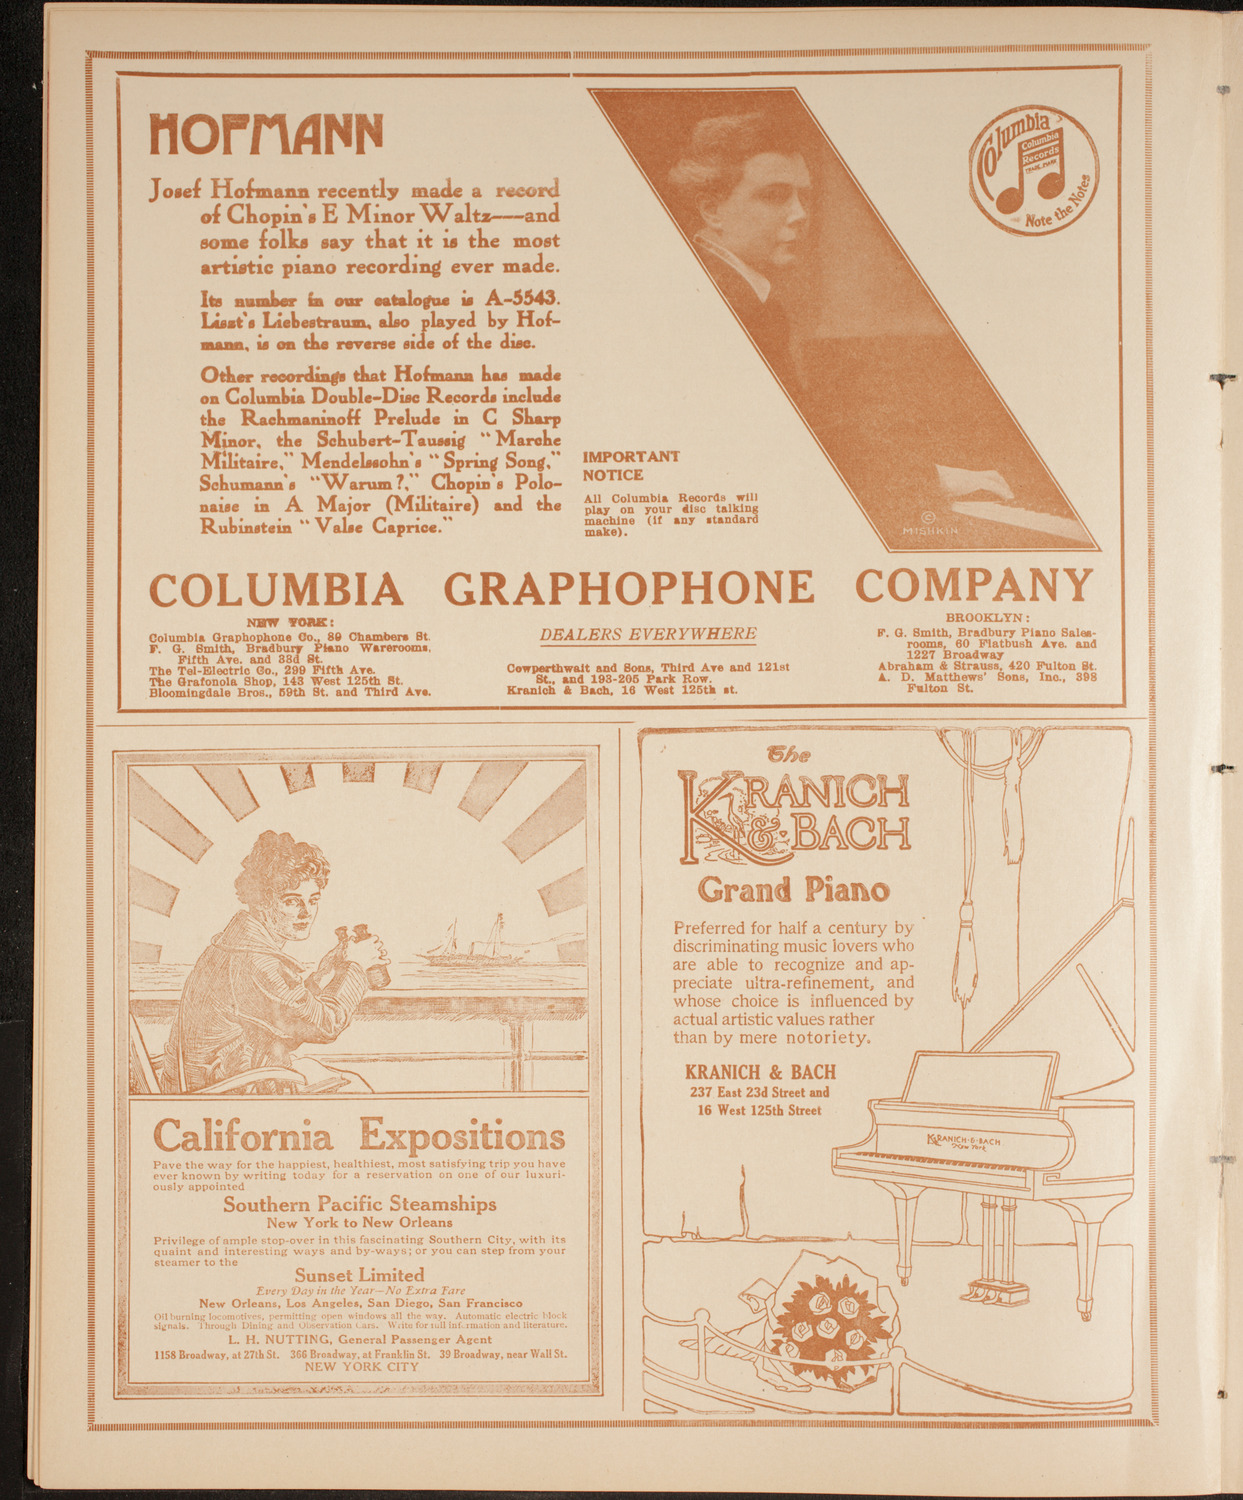 HOFMANN
Josef Hofmann recently made a record
of Chopin's E Minor Waltz—and
some folks say that it is the most
artistic piano recording ever made.
Its number in our catalogue is A-5543.
Liszt's Liebestraum, also played by Hof-
mann, is on the reverse side of the disc.
Other recordings that Hofmann has made
on Columbia Double-Disc Records include
the Rachmaninoff Prelude in C Sharp
Minor, the Schubert-Taussig "Marche
Militaire," Mendelssohn's "Spring Song,"
Schumann's "Warum?," Chopin's Polo-
naise in A Major (Militaire) and the
Rubinstein "Valse Caprice."
IMPORTANT
NOTICE
All Columbia Records will
play on your disc talking
machine (if any standard
make).
Columbia
Columbia
Records
TRADE MARK
Note the Notes
©
MISHKIN
COLUMBIA GRAPHOPHONE COMPANY
NEW YORK:
Columbia Graphophone Co., 89 Chambers St.
F. G. Smith, Bradbury Piano Warerooms,
Fifth Ave. and 33d St.
The Tel-Electric Co., 299 Fifth Ave.
The Grafonola Shop, 143 West 125th St.
Bloomingdale Bros., 59th St. and Third Ave.
DEALERS EVERYWHERE
Cowperthwait and Sons, Third Ave and 121st
St., and 193-205 Park Row.
Kranich & Bach, 16 West 125th st.
BROOKLYN:
F. G. Smith, Bradbury Piano Sales-
rooms, 60 Flatbush Ave. and
1227 Broadway
Abraham & Strauss, 420 Fulton St.
A. D. Matthews' Sons, Inc., 398
Fulton St.
California Expositions
Pave the way for the happiest, healthiest, most satisfying trip you have
ever known by writing today for a reservation on one of our luxuri-
ously appointed
Southern Pacific Steamships
New York to New Orleans
Privilege of ample stop-over in this fascinating Southern City, with its
quaint and interesting ways and by-ways; or you can step from your
steamer to the
Sunset Limited
Every Day in the Year—No Extra Fare
New Orleans, Los Angeles, San Diego, San Francisco
Oil burning locomotives, permitting open windows all the way. Automatic electric block
signals. Through Dining and Observation Cars. Write for full information and literature.
L. H. NUTTING, General Passenger Agent
1158 Broadway, at 27th St. 366 Broadway, at Franklin St. 39 Broadway, near Wall St.
NEW YORK CITY
The
KRANICH
& BACH
Grand Piano
Preferred for half a century by
discriminating music lovers who
are able to recognize and ap-
preciate ultra-refinement, and
whose choice is influenced by
actual artistic values rather
than by mere notoriety.
KRANICH & BACH
237 East 23d Street and
16 West 125th Street
KRANICH & BACH
New York